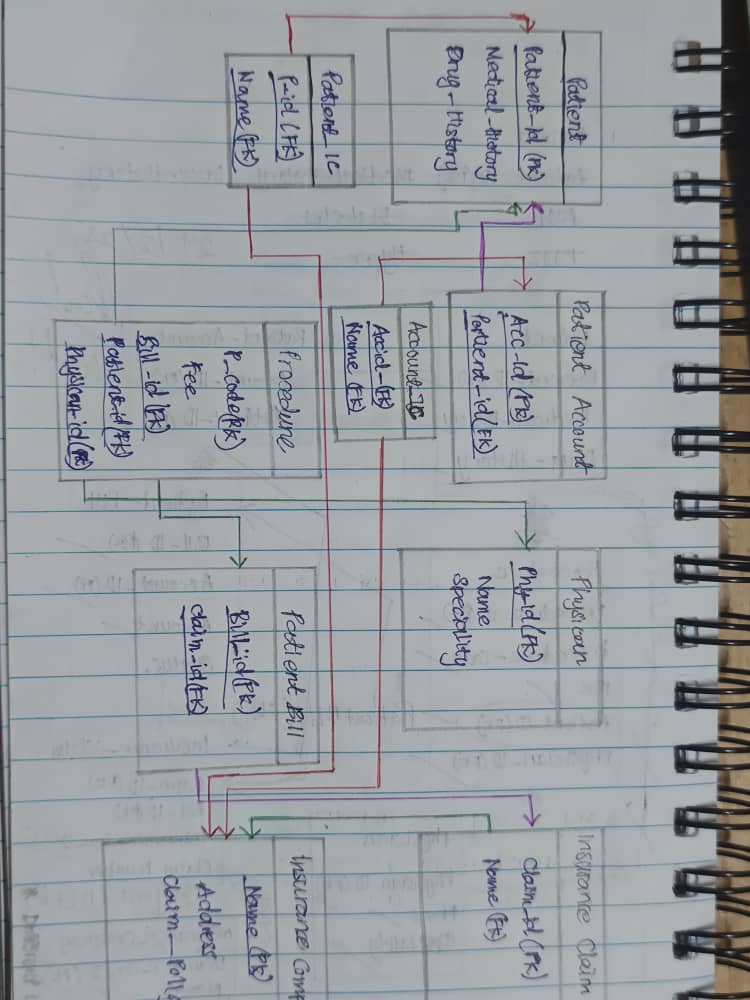 Patient
Patient-Id (PK)
Medical-History
Drug-History
Patient Account
Acc-Id (PK)
Patient-id (FK)
Physican
Phy-id (PK)
Name
Speciality
Insurance Claim
Claim-id (PK)
Name (FK)
Account-IC
Accid-(FK)
Name (FK)
Patient IC
P-id (FK)
Name (FK)
Procedure
P_code (PK)
Fee
Bill-id (FK)
Patient-id (FK)
Physican-id (FK)
Patient Bill
Bill-id (PK)
Claim-id (FK)
Insurance Comp
Name (PK)
Address
Claim_Poli